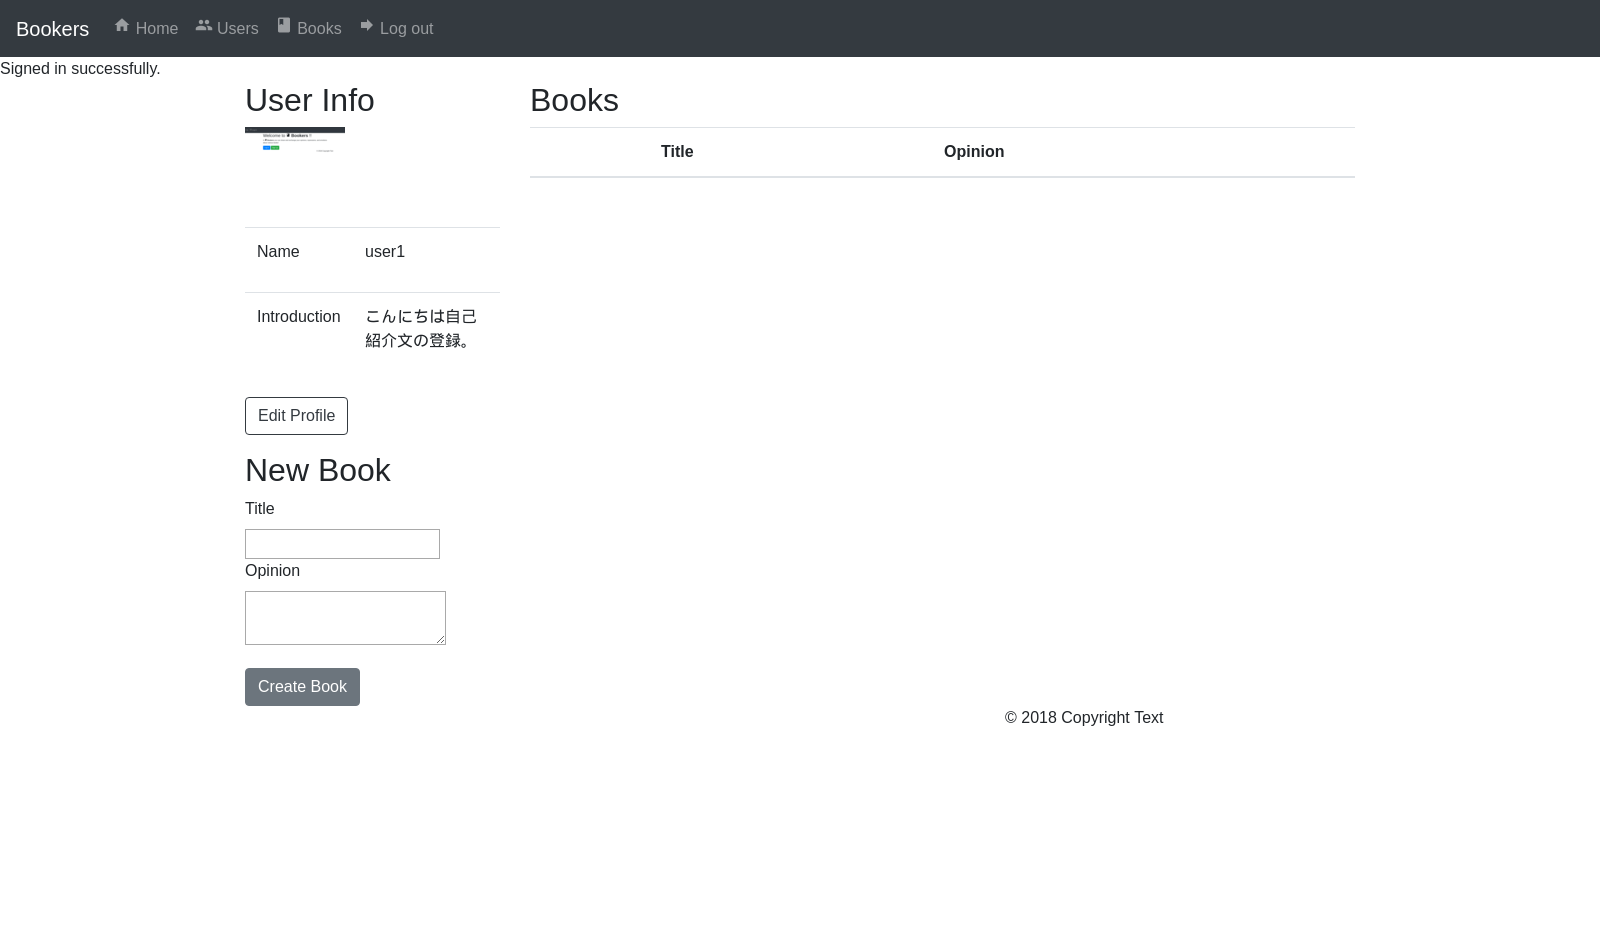 Bookers Home Users Books Log out
Signed in successfully.
User Info
Name user1
Introduction こんにちは自己
紹介文の登録。
Edit Profile
New Book
Title
Opinion
Create Book
Books
Title Opinion
© 2018 Copyright Text